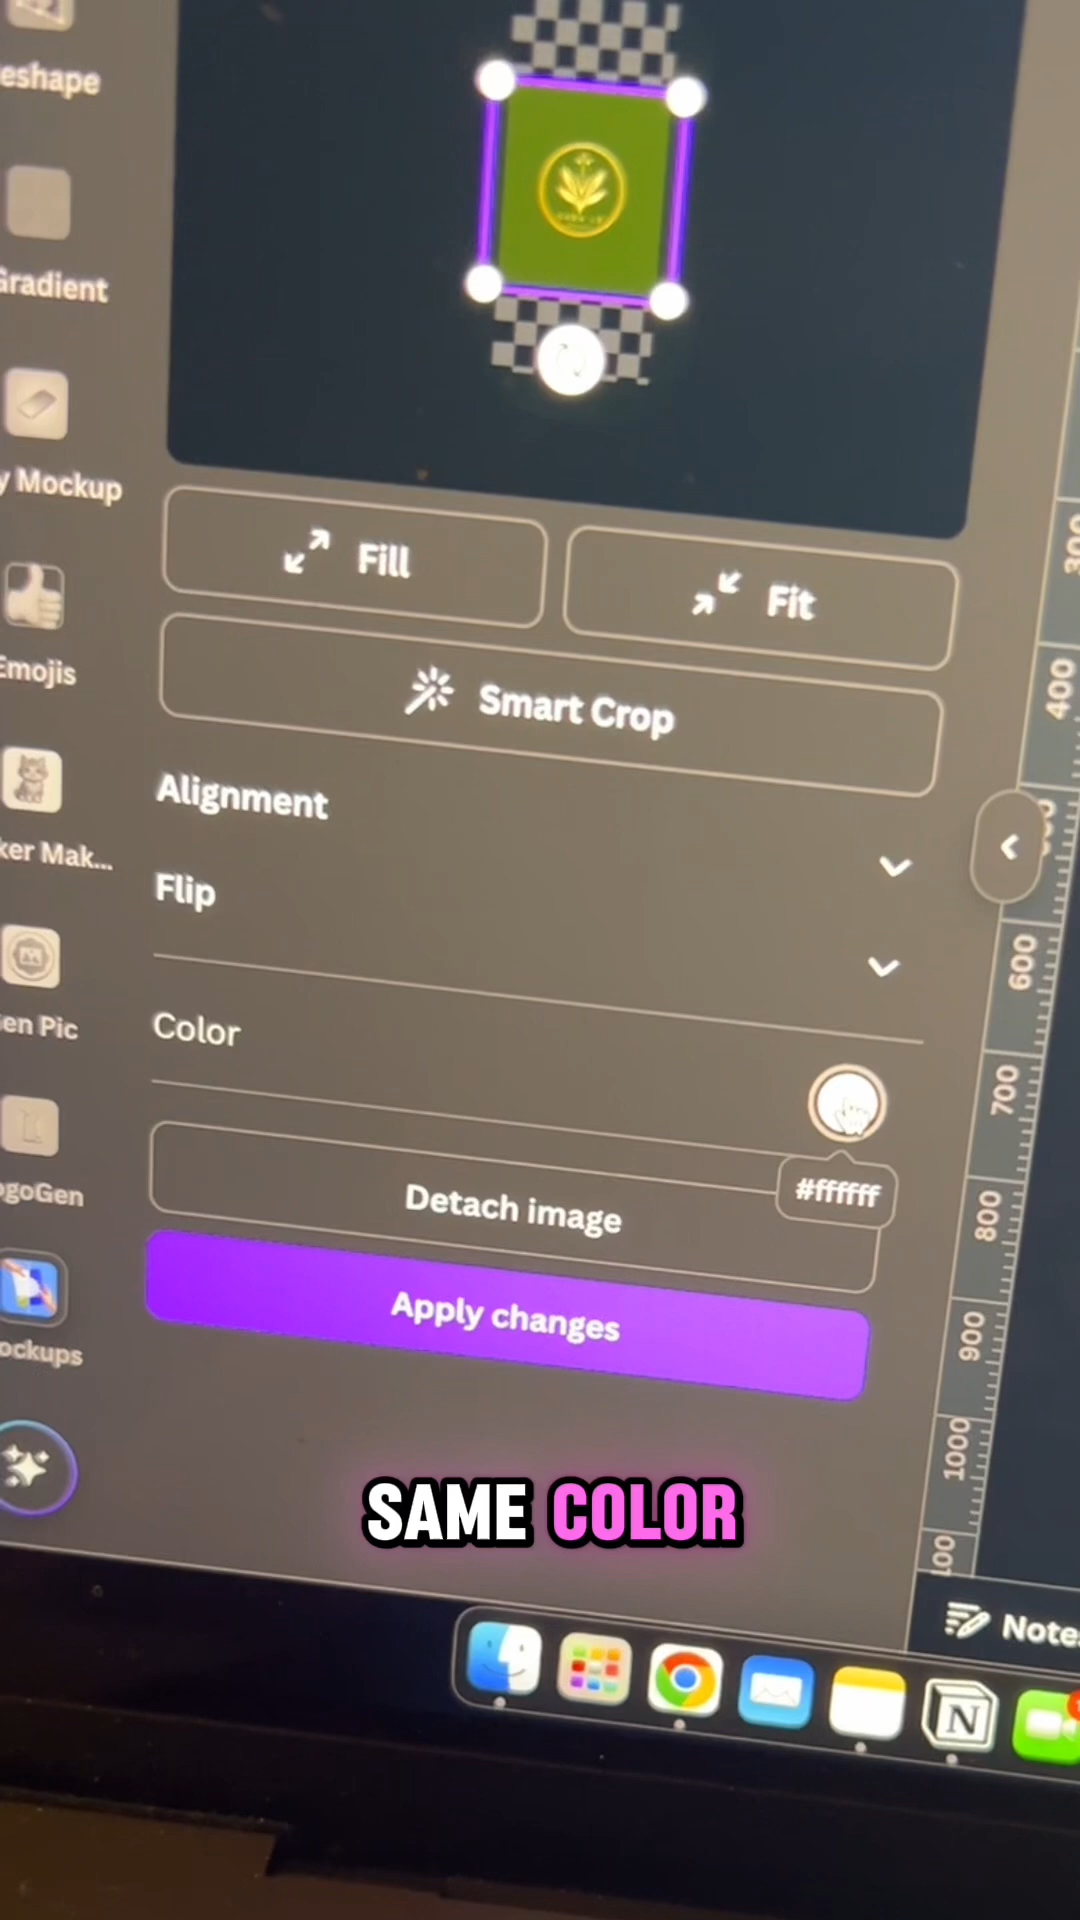 eshape
Gradient
y Mockup
Emojis
ker Mak...
en Pic
ogoGen
ockups
Fill
Fit
Smart Crop
Alignment
Flip
Color
#ffffff
Detach image
Apply changes
300
400
600
700
800
900
1000
100
SAME COLOR
Note
N